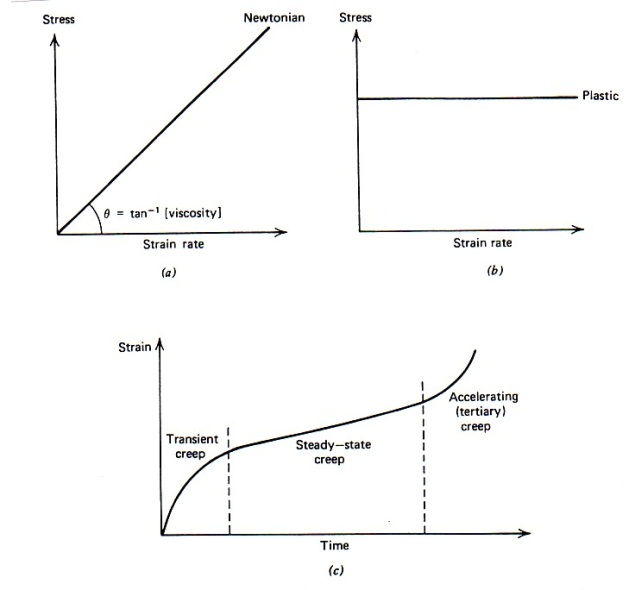 Stress
Newtonian
θ = tan⁻¹ [viscosity]
Strain rate
(a)
Stress
Plastic
Strain rate
(b)
Strain
Transient
creep
Steady—state
creep
Accelerating
(tertiary)
creep
Time
(c)